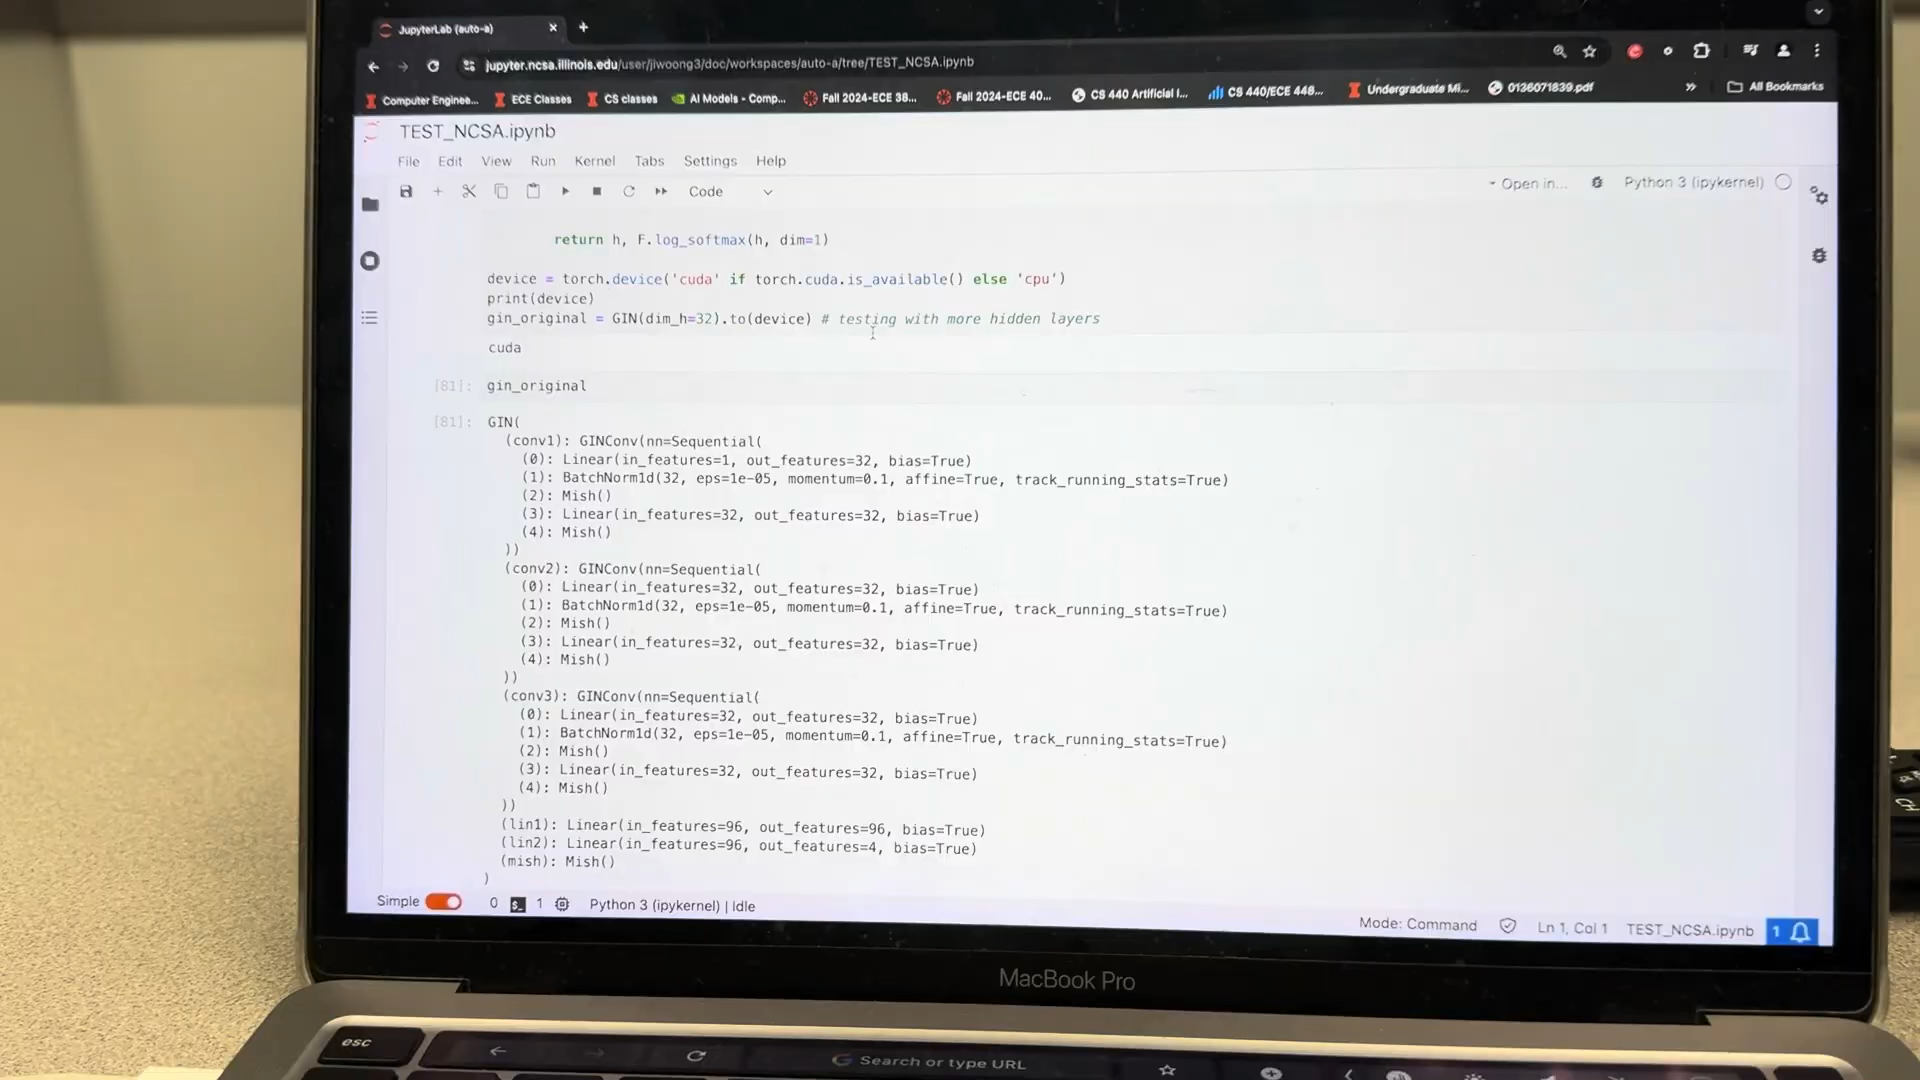 JupyterLab (auto-a)
jupyter.ncsa.illinois.edu/user/jiwoong3/doc/workspaces/auto-a/tree/TEST_NCSA.ipynb
Computer Enginee... ECE Classes CS classes AI Models - Comp... Fall 2024-ECE 38... Fall 2024-ECE 40... CS 440 Artificial I... CS 440/ECE 448... Undergraduate Mi... 0136071839.pdf » All Bookmarks
TEST_NCSA.ipynb
File Edit View Run Kernel Tabs Settings Help
Code Open in... Python 3 (ipykernel)
return h, F.log_softmax(h, dim=1)
device = torch.device('cuda' if torch.cuda.is_available() else 'cpu')
print(device)
gin_original = GIN(dim_h=32).to(device) # testing with more hidden layers
cuda
[81]: gin_original
[81]: GIN(
(conv1): GINConv(nn=Sequential(
(0): Linear(in_features=1, out_features=32, bias=True)
(1): BatchNorm1d(32, eps=1e-05, momentum=0.1, affine=True, track_running_stats=True)
(2): Mish()
(3): Linear(in_features=32, out_features=32, bias=True)
(4): Mish()
))
(conv2): GINConv(nn=Sequential(
(0): Linear(in_features=32, out_features=32, bias=True)
(1): BatchNorm1d(32, eps=1e-05, momentum=0.1, affine=True, track_running_stats=True)
(2): Mish()
(3): Linear(in_features=32, out_features=32, bias=True)
(4): Mish()
))
(conv3): GINConv(nn=Sequential(
(0): Linear(in_features=32, out_features=32, bias=True)
(1): BatchNorm1d(32, eps=1e-05, momentum=0.1, affine=True, track_running_stats=True)
(2): Mish()
(3): Linear(in_features=32, out_features=32, bias=True)
(4): Mish()
))
(lin1): Linear(in_features=96, out_features=96, bias=True)
(lin2): Linear(in_features=96, out_features=4, bias=True)
(mish): Mish()
)
Simple 0 1 Python 3 (ipykernel) | Idle Mode: Command Ln 1, Col 1 TEST_NCSA.ipynb 1
MacBook Pro
esc Search or type URL